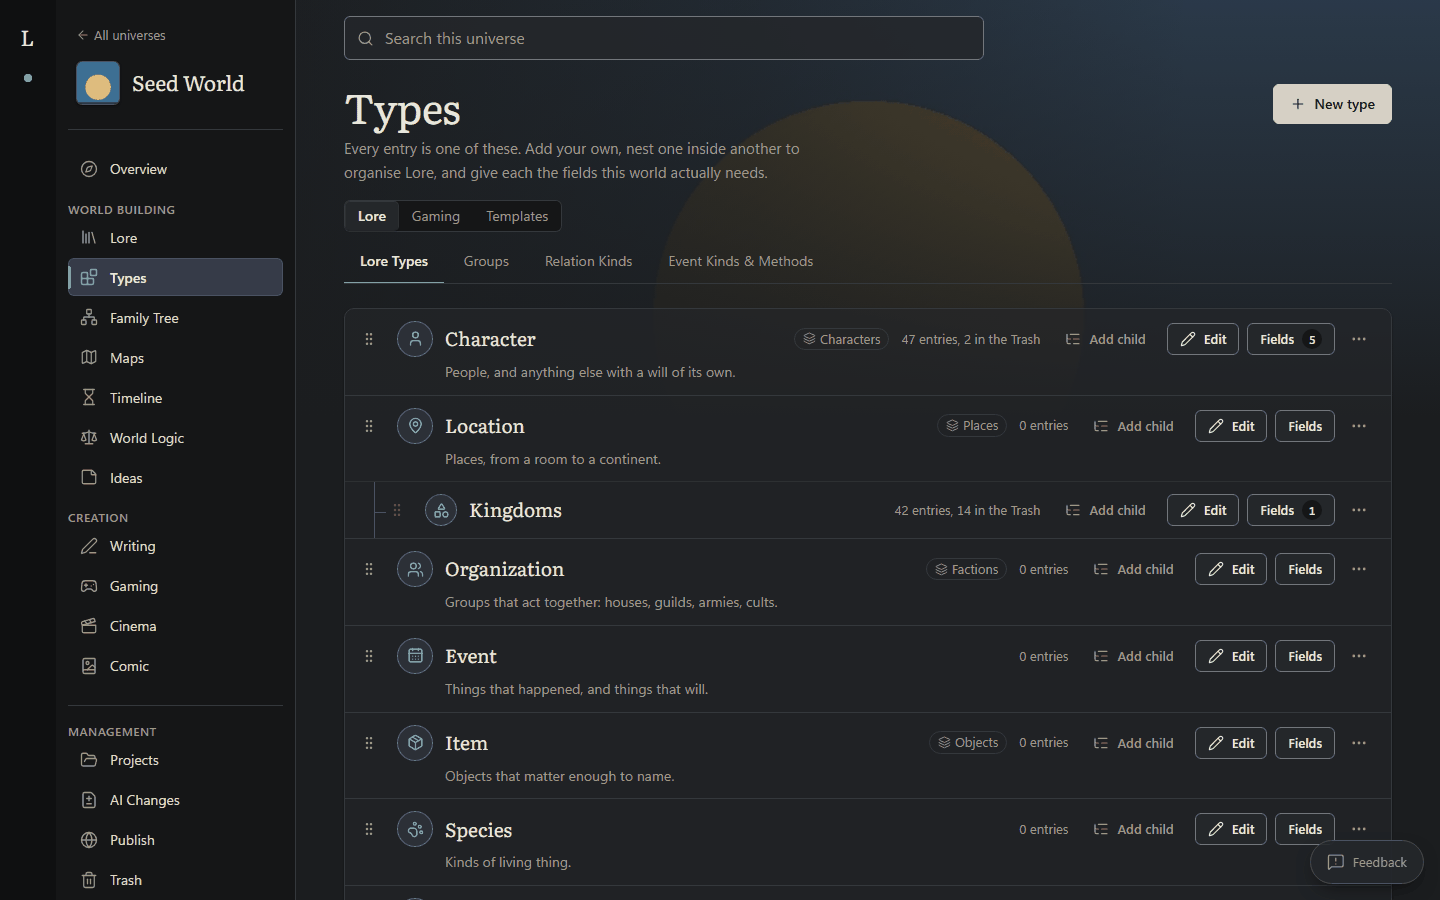 L
All universes
Seed World
Overview
WORLD BUILDING
Lore
Types
Family Tree
Maps
Timeline
World Logic
Ideas
CREATION
Writing
Gaming
Cinema
Comic
MANAGEMENT
Projects
AI Changes
Publish
Trash
Search this universe
Types
New type
Every entry is one of these. Add your own, nest one inside another to
organise Lore, and give each the fields this world actually needs.
Lore Gaming Templates
Lore Types Groups Relation Kinds Event Kinds & Methods
Character Characters 47 entries, 2 in the Trash Add child Edit Fields 5
People, and anything else with a will of its own.
Location Places 0 entries Add child Edit Fields
Places, from a room to a continent.
Kingdoms 42 entries, 14 in the Trash Add child Edit Fields 1
Organization Factions 0 entries Add child Edit Fields
Groups that act together: houses, guilds, armies, cults.
Event 0 entries Add child Edit Fields
Things that happened, and things that will.
Item Objects 0 entries Add child Edit Fields
Objects that matter enough to name.
Species 0 entries Add child Edit Fields
Kinds of living thing.
Feedback